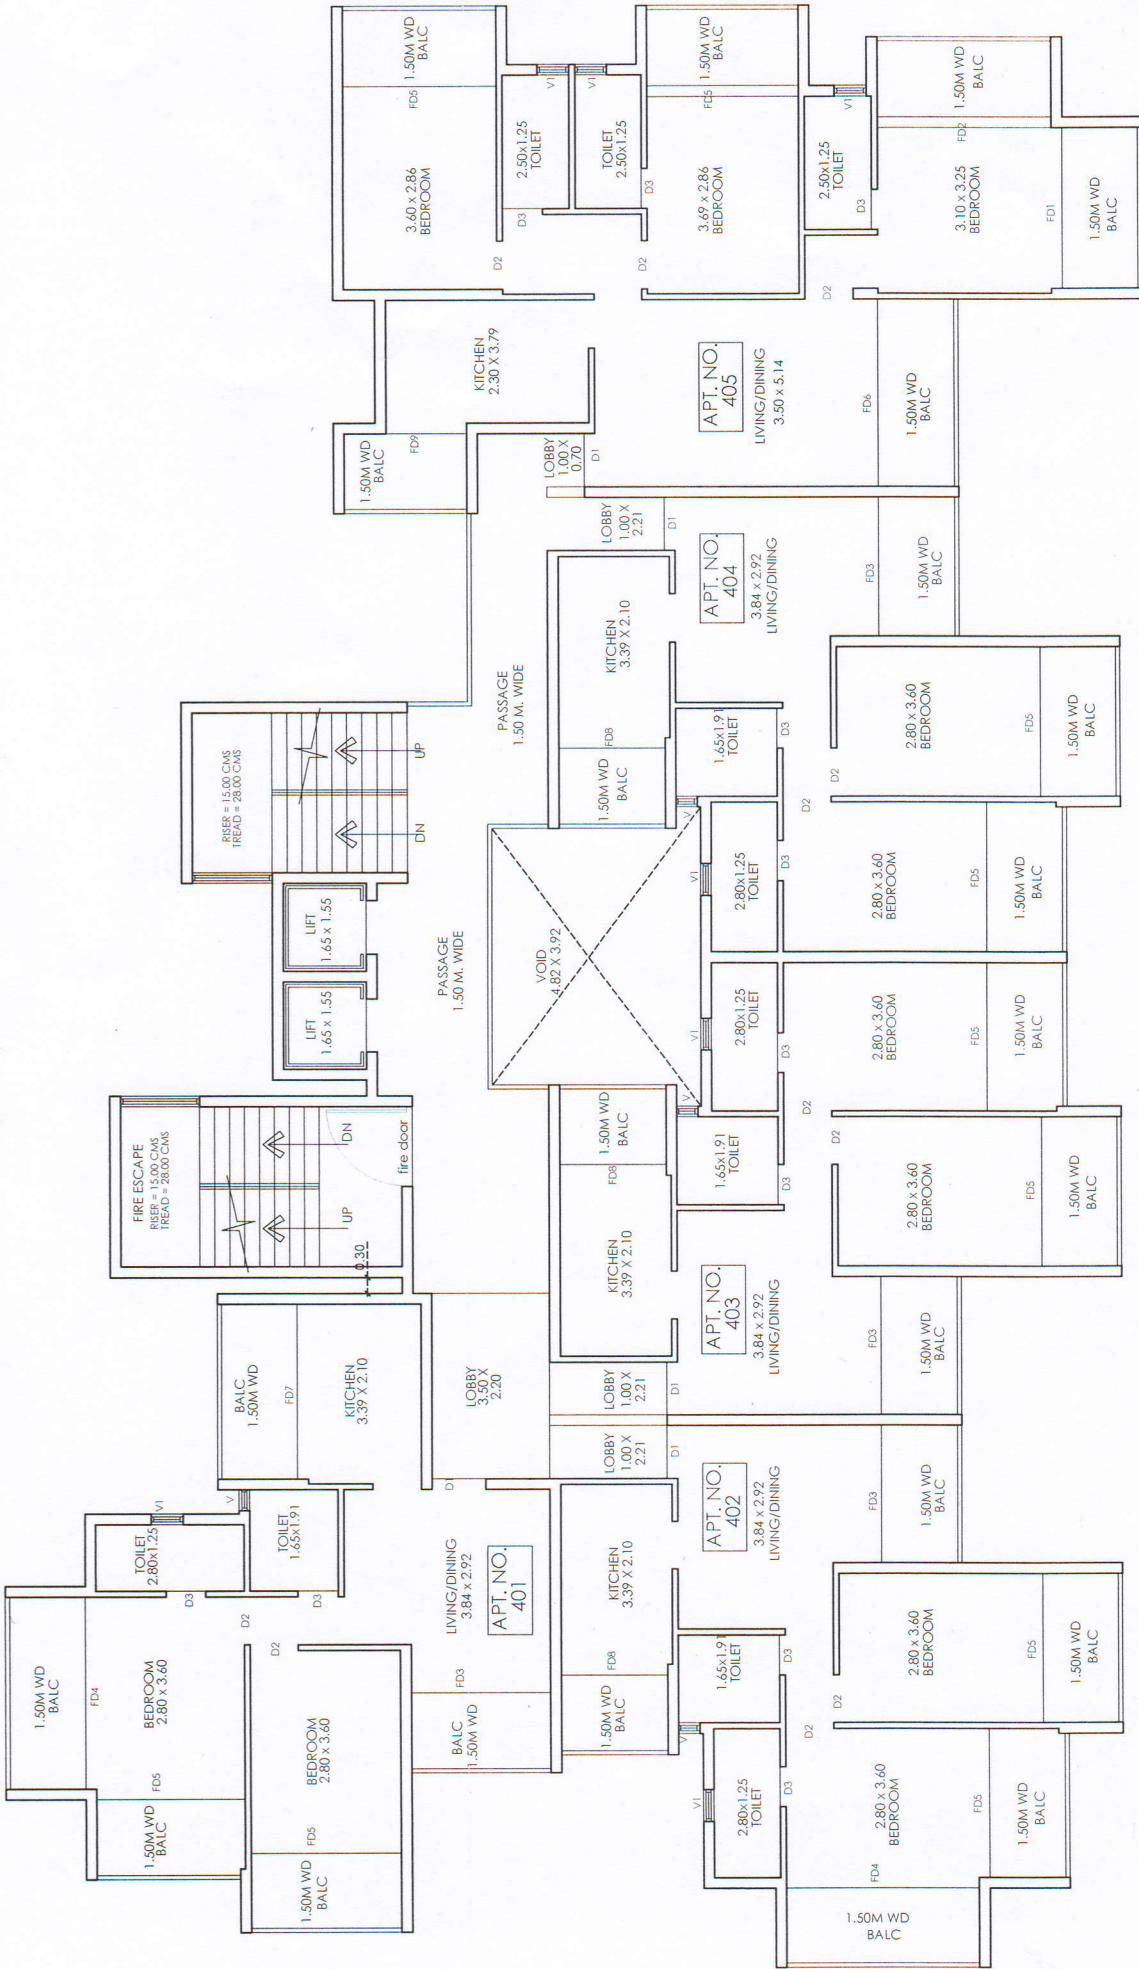 1.50M WD
BALC
FD5
3.60 x 2.86
BEDROOM
V1
2.50x1.25
TOILET
D3
D2
V1
TOILET
2.50x1.25
D3
D2
1.50M WD
BALC
FD5
3.69 x 2.86
BEDROOM
V1
2.50x1.25
TOILET
D3
D2
1.50M WD
BALC
FD2
3.10 x 3.25
BEDROOM
FD1
1.50M WD
BALC
KITCHEN
2.30 X 3.79
FD9
1.50M WD
BALC
LOBBY
1.00 X
0.70
D1
APT. NO.
405
LIVING/DINING
3.50 x 5.14
FD6
1.50M WD
BALC
LOBBY
1.00 X
2.21
D1
APT. NO.
404
3.84 x 2.92
LIVING/DINING
FD3
1.50M WD
BALC
KITCHEN
3.39 X 2.10
FD8
1.50M WD
BALC
PASSAGE
1.50 M. WIDE
1.65x1.91
TOILET
D3
V
D2
2.80 x 3.60
BEDROOM
FD5
1.50M WD
BALC
D2
V1
2.80x1.25
TOILET
D3
2.80 x 3.60
BEDROOM
FD5
1.50M WD
BALC
RISER = 15.00 CMS
TREAD = 28.00 CMS
UP
DN
LIFT
1.65 x 1.55
LIFT
1.65 x 1.55
PASSAGE
1.50 M. WIDE
VOID
4.82 X 3.92
V1
2.80x1.25
TOILET
D3
2.80 x 3.60
BEDROOM
FD5
1.50M WD
BALC
D2
FIRE ESCAPE
RISER = 15.00 CMS
TREAD = 28.00 CMS
DN
UP
fire door
0.30
1.50M WD
BALC
FD8
KITCHEN
3.39 X 2.10
V
1.65x1.91
TOILET
D3
D2
2.80 x 3.60
BEDROOM
FD5
1.50M WD
BALC
APT. NO.
403
3.84 x 2.92
LIVING/DINING
FD3
1.50M WD
BALC
LOBBY
1.00 X
2.21
D1
LOBBY
3.50 X
2.20
BALC
1.50M WD
FD7
KITCHEN
3.39 X 2.10
LOBBY
1.00 X
2.21
D1
APT. NO.
402
3.84 x 2.92
LIVING/DINING
FD3
1.50M WD
BALC
V1
TOILET
2.80x1.25
D3
D2
V
TOILET
1.65x1.91
D3
D2
D1
LIVING/DINING
3.84 x 2.92
APT. NO.
401
FD3
BALC
1.50M WD
1.50M WD
BALC
FD4
BEDROOM
2.80 x 3.60
FD5
1.50M WD
BALC
BEDROOM
2.80 x 3.60
FD5
1.50M WD
BALC
KITCHEN
3.39 X 2.10
FD8
1.50M WD
BALC
1.65x1.91
TOILET
D3
V
D2
2.80 x 3.60
BEDROOM
FD5
1.50M WD
BALC
D2
V1
2.80x1.25
TOILET
D3
2.80 x 3.60
BEDROOM
FD5
1.50M WD
BALC
FD4
1.50M WD
BALC